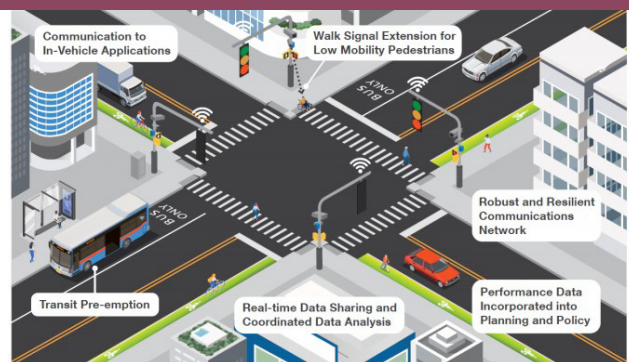 Communication to
In-Vehicle Applications
Walk Signal Extension for
Low Mobility Pedestrians
BUS
ONLY
BUS
ONLY
Robust and Resilient
Communications
Network
Transit Pre-emption
Real-time Data Sharing and
Coordinated Data Analysis
Performance Data
Incorporated into
Planning and Policy